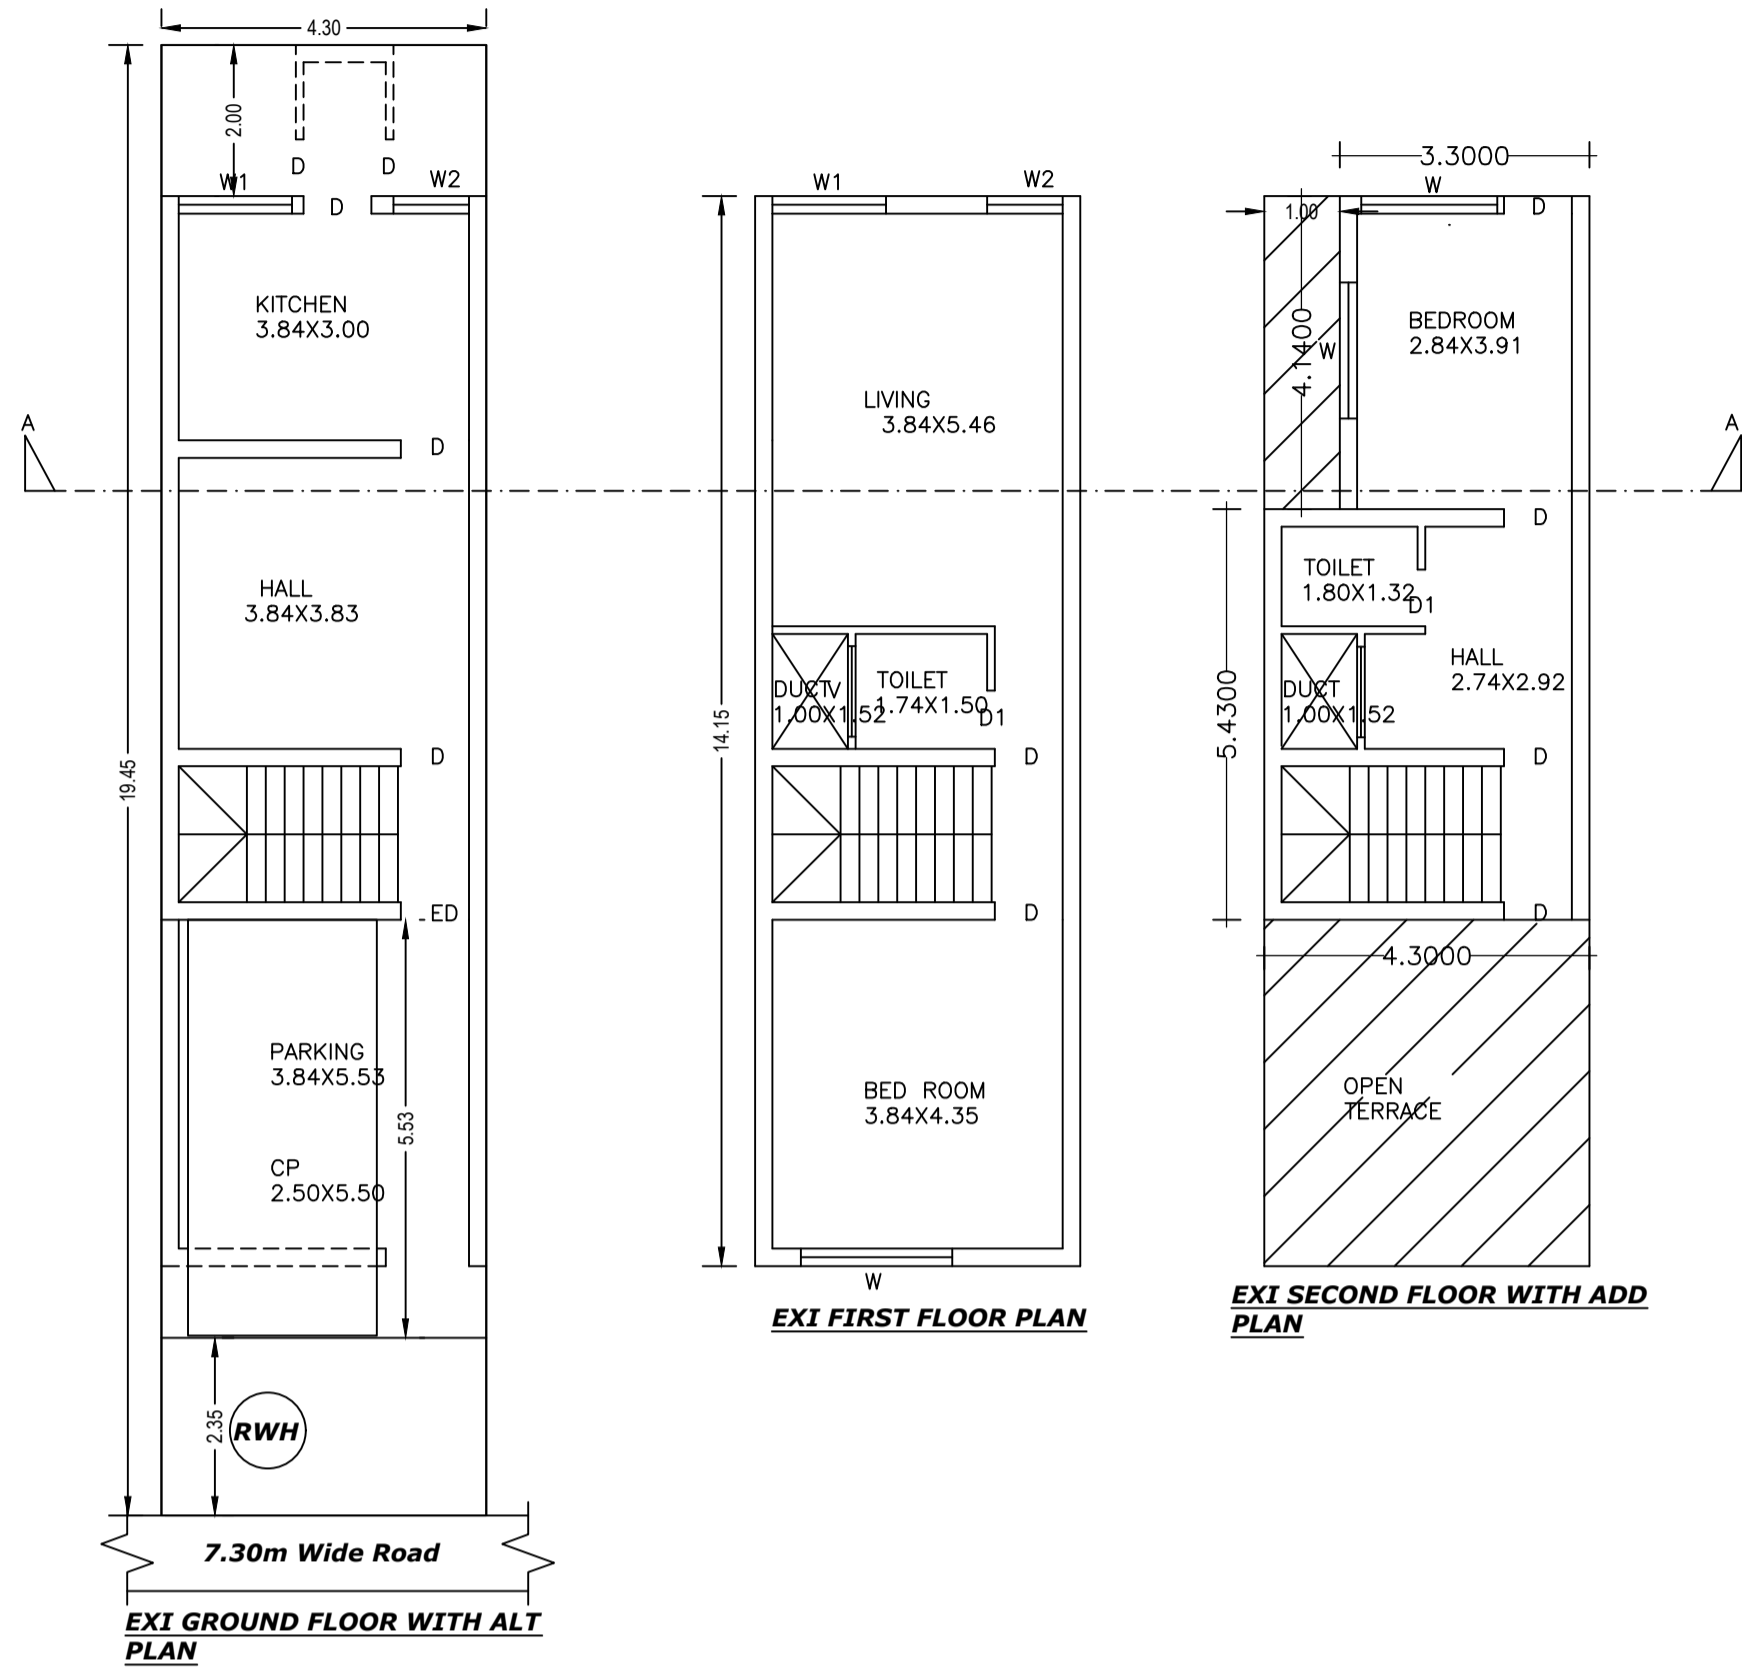 4.30
2.00
D
D
W1
D
W2
KITCHEN
3.84X3.00
D
A
HALL
3.84X3.83
D
19.45
ED
PARKING
3.84X5.53
5.53
CP
2.50X5.50
2.35
RWH
7.30m Wide Road
EXI GROUND FLOOR WITH ALT
PLAN
W1
W2
LIVING
3.84X5.46
14.15
DUCT
1.00X1.52
V
TOILET
1.74X1.50
D1
D
D
BED ROOM
3.84X4.35
W
EXI FIRST FLOOR PLAN
3.3000
W
D
1.00
4.1400
W
BEDROOM
2.84X3.91
A
D
TOILET
1.80X1.32
D1
HALL
2.74X2.92
DUCT
1.00X1.52
5.4300
D
D
4.3000
OPEN
TERRACE
EXI SECOND FLOOR WITH ADD
PLAN